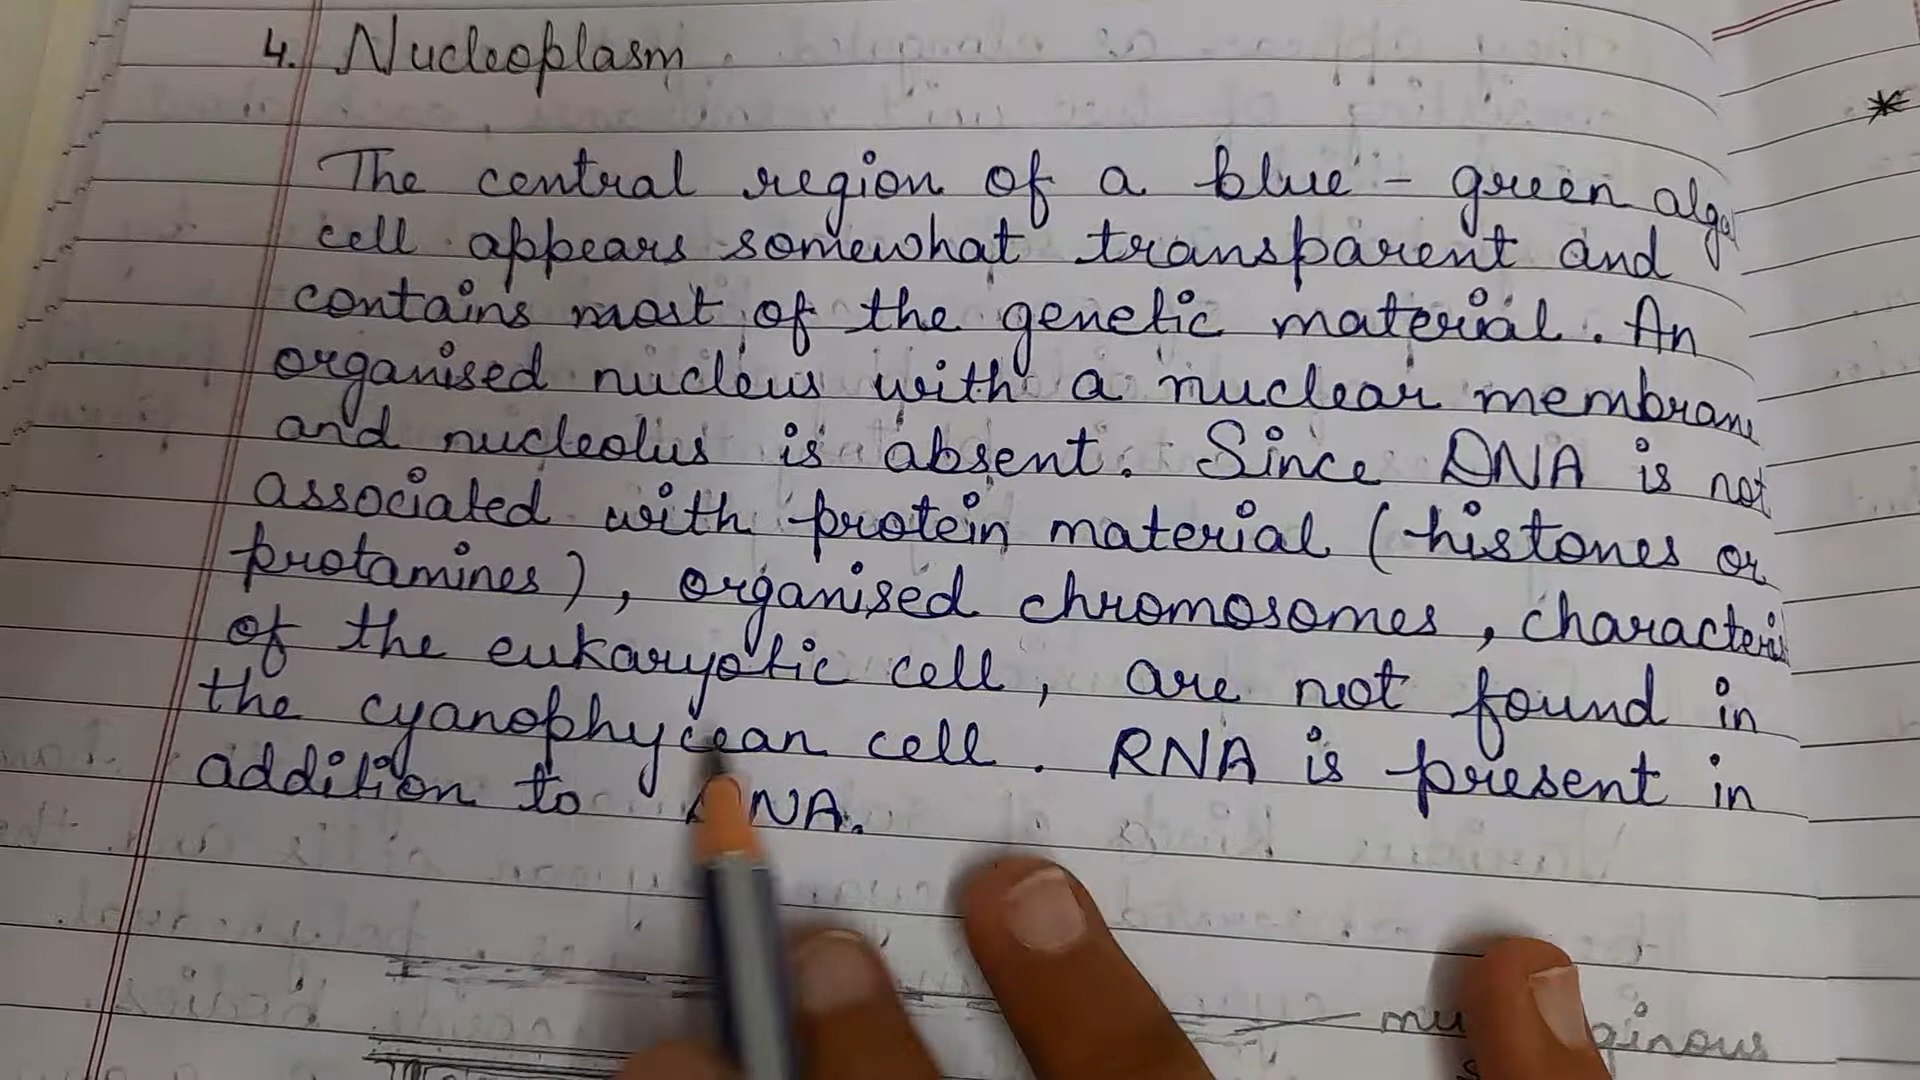 4. Nucleoplasm
The central region of a blue - green algal
cell appears somewhat transparent and
contains most of the genetic material. An
organised nucleus with a nuclear membrane
and nucleolus is absent. Since DNA is not
associated with protein material (histones or
protamines), organised chromosomes, characteris
of the eukaryotic cell, are not found in
the cyanophycean cell. RNA is present in
addition to DNA.